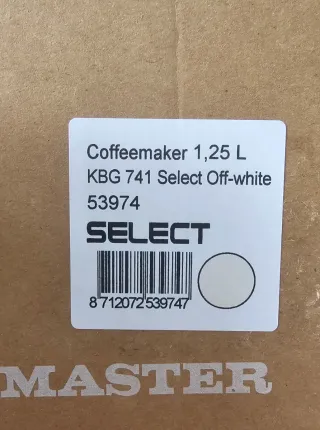 Coffeemaker 1,25 L
KBG 741 Select Off-white
53974
SELECT
8 712072 539747
MASTER